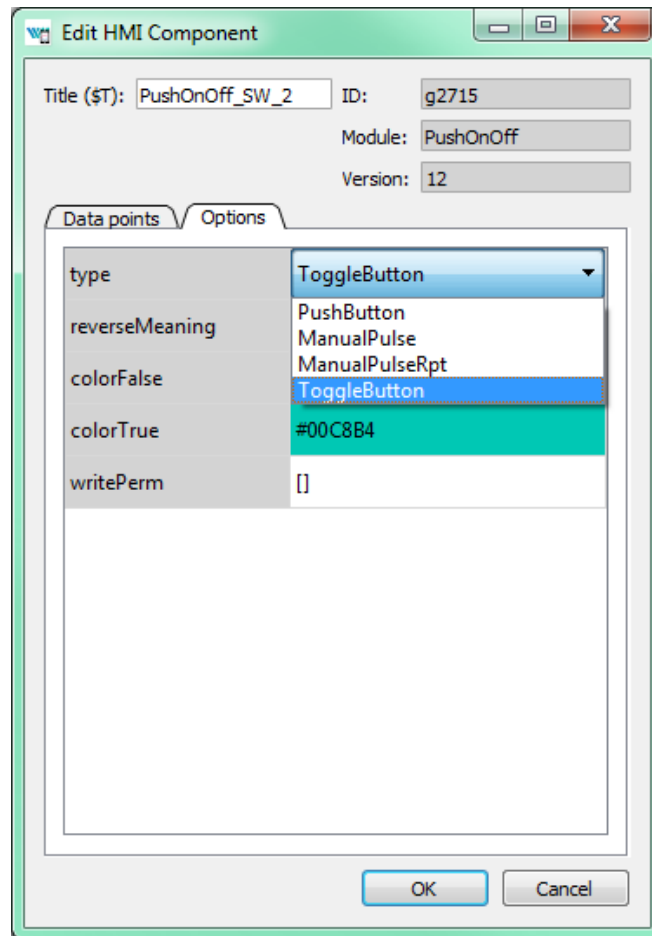 Edit HMI Component
Title ($T): PushOnOff_SW_2 ID: g2715
Module: PushOnOff
Version: 12
Data points Options
type ToggleButton
PushButton
reverseMeaning
ManualPulse
ManualPulseRpt
colorFalse
ToggleButton
colorTrue #00C8B4
writePerm []
OK Cancel